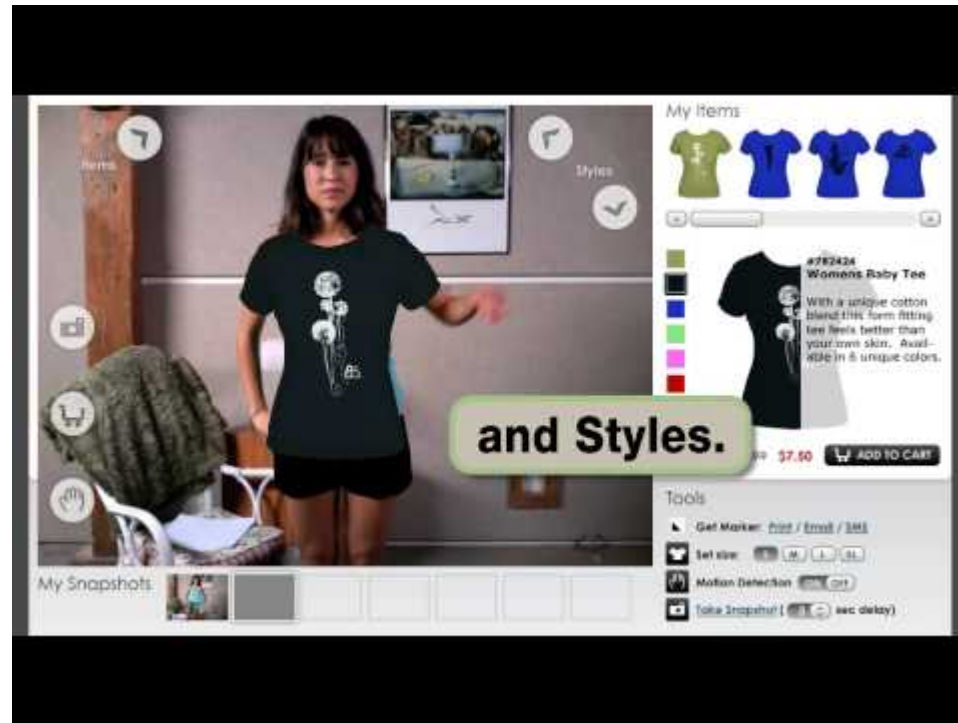 Items
Styles
My Items
#782424
Womens Baby Tee
With a unique cotton
blend this form fitting
tee feels better than
your own skin. Avail-
able in 6 unique colors.
and Styles.
$7.50
ADD TO CART
Tools
Get Marker: Print / Email / SMS
Set size: S M L XL
Motion Detection ON OFF
Take Snapshot ( sec delay)
My Snapshots